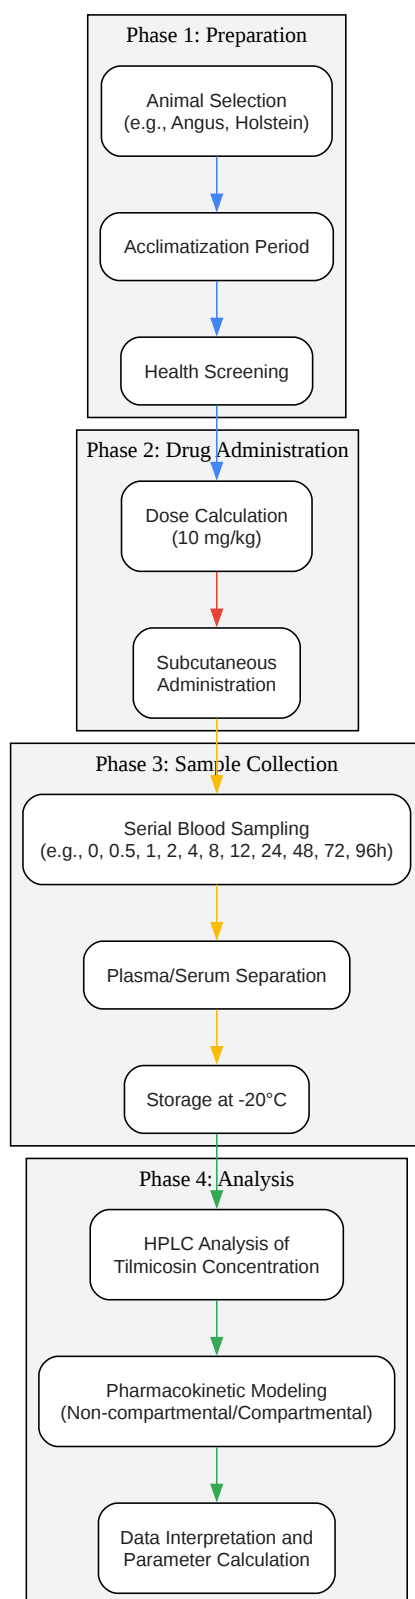 Phase 1: Preparation
Animal Selection
(e.g., Angus, Holstein)
Acclimatization Period
Health Screening
Phase 2: Drug Administration
Dose Calculation
(10 mg/kg)
Subcutaneous
Administration
Phase 3: Sample Collection
Serial Blood Sampling
(e.g., 0, 0.5, 1, 2, 4, 8, 12, 24, 48, 72, 96h)
Plasma/Serum Separation
Storage at -20°C
Phase 4: Analysis
HPLC Analysis of
Tilmicosin Concentration
Pharmacokinetic Modeling
(Non-compartmental/Compartmental)
Data Interpretation and
Parameter Calculation